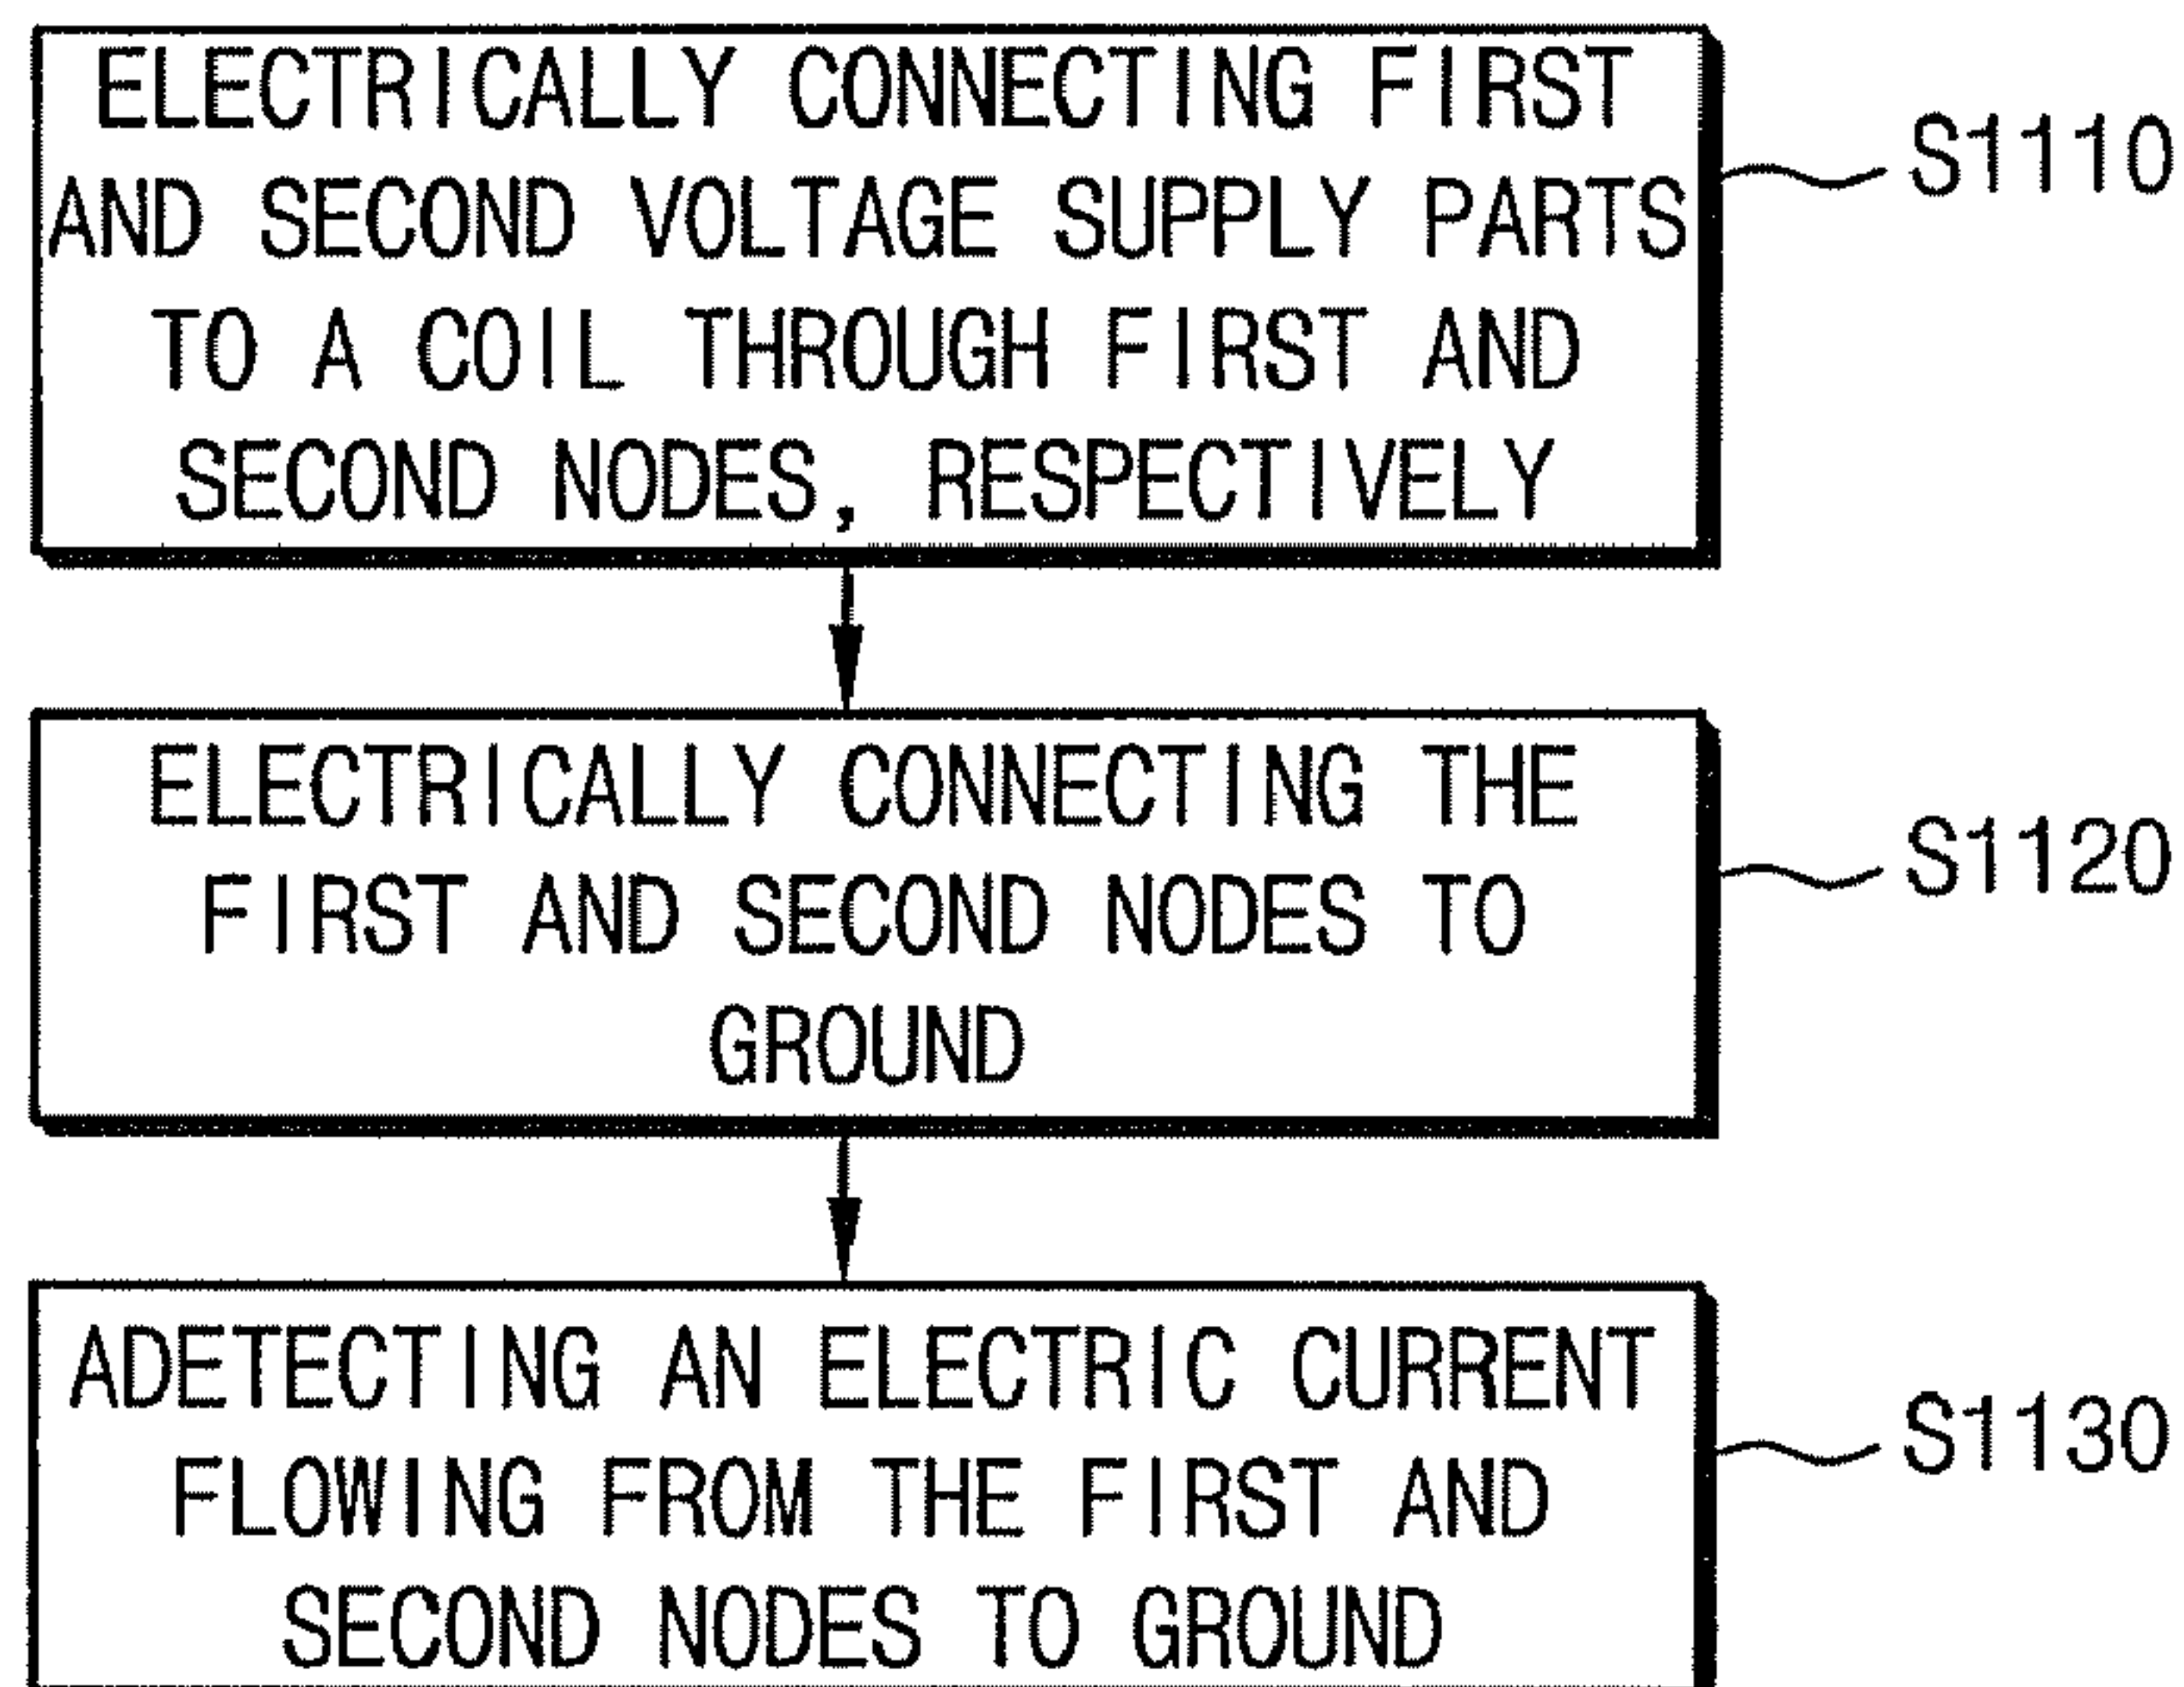 ELECTRICALLY CONNECTING FIRST
AND SECOND VOLTAGE SUPPLY PARTS
TO A COIL THROUGH FIRST AND
SECOND NODES, RESPECTIVELY
S1110
ELECTRICALLY CONNECTING THE
FIRST AND SECOND NODES TO
GROUND
S1120
ADETECTING AN ELECTRIC CURRENT
FLOWING FROM THE FIRST AND
SECOND NODES TO GROUND
S1130